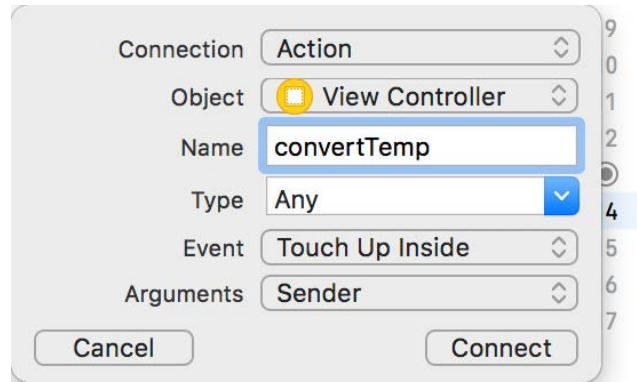 Connection Action
Object View Controller
Name convertTemp
Type Any
Event Touch Up Inside
Arguments Sender
Cancel Connect
9
0
1
2
4
5
6
7